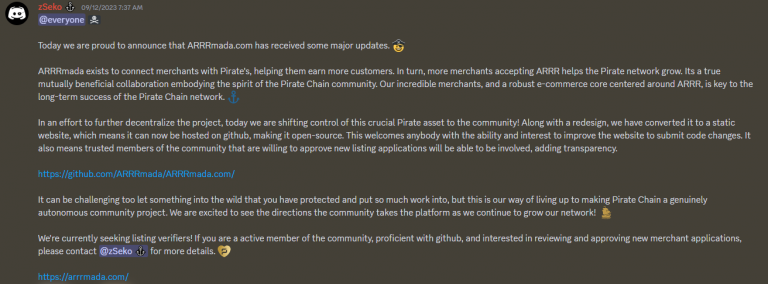 zSeko 09/12/2023 7:37 AM
@everyone
Today we are proud to announce that ARRRmada.com has received some major updates.
ARRRmada exists to connect merchants with Pirate's, helping them earn more customers. In turn, more merchants accepting ARRR helps the Pirate network grow. Its a true
mutually beneficial collaboration embodying the spirit of the Pirate Chain community. Our incredible merchants, and a robust e-commerce core centered around ARRR, is key to the
long-term success of the Pirate Chain network.
In an effort to further decentralize the project, today we are shifting control of this crucial Pirate asset to the community! Along with a redesign, we have converted it to a static
website, which means it can now be hosted on github, making it open-source. This welcomes anybody with the ability and interest to improve the website to submit code changes. It
also means trusted members of the community that are willing to approve new listing applications will be able to be involved, adding transparency.
https://github.com/ARRRmada/ARRRmada.com/
It can be challenging too let something into the wild that you have protected and put so much work into, but this is our way of living up to making Pirate Chain a genuinely
autonomous community project. We are excited to see the directions the community takes the platform as we continue to grow our network!
We're currently seeking listing verifiers! If you are a active member of the community, proficient with github, and interested in reviewing and approving new merchant applications,
please contact @zSeko for more details.
https://arrrmada.com/